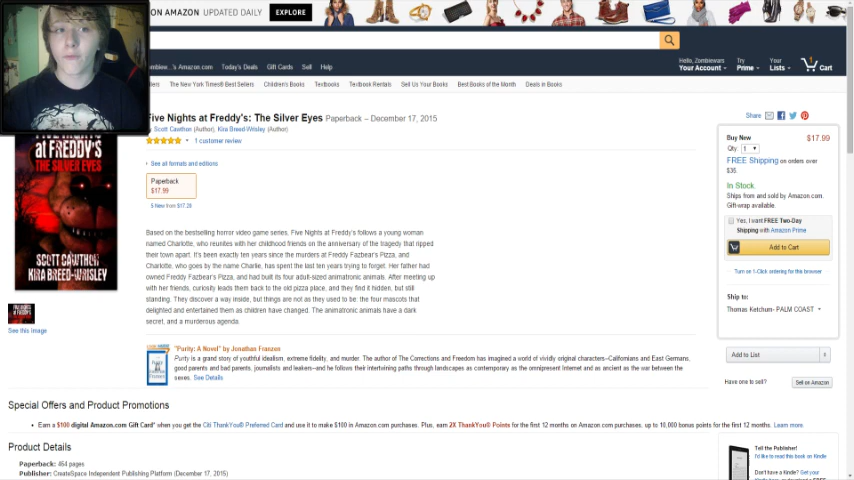 ON AMAZON UPDATED DAILY EXPLORE
Hello, Zombiewars Try Your
Your Account Prime Lists Cart
's Amazon.com Today's Deals Gift Cards Sell Help
The New York Times® Best Sellers Children's Books Textbooks Textbook Rentals Sell Us Your Books Best Books of the Month Deals in Books
Five Nights at Freddy's: The Silver Eyes Paperback – December 17, 2015
by Scott Cawthon (Author), Kira Breed-Wrisley (Author)
1 customer review
See all formats and editions
Paperback
$17.99
5 New from $17.28
at FREDDY'S
THE SILVER EYES
SCOTT CAWTHON
KIRA BREED-WRISLEY
See this image
Based on the bestselling horror video game series, Five Nights at Freddy's follows a young woman
named Charlotte, who reunites with her childhood friends on the anniversary of the tragedy that ripped
their town apart. It's been exactly ten years since the murders at Freddy Fazbear's Pizza, and
Charlotte, who goes by the name Charlie, has spent the last ten years trying to forget. Her father had
owned Freddy Fazbear's Pizza, and had built its four adult-sized animatronic animals. After meeting up
with her friends, curiosity leads them back to the old pizza place, and they find it hidden, but still
standing. They discover a way inside, but things are not as they used to be: the four mascots that
delighted and entertained them as children have changed. The animatronic animals have a dark
secret, and a murderous agenda.
"Purity: A Novel" by Jonathan Franzen
Purity is a grand story of youthful idealism, extreme fidelity, and murder. The author of The Corrections and Freedom has imagined a world of vividly original characters--Californians and East Germans,
good parents and bad parents, journalists and leakers--and he follows their intertwining paths through landscapes as contemporary as the omnipresent Internet and as ancient as the war between the
sexes. See Details
Share
Buy New $17.99
Qty: 1
FREE Shipping on orders over
$35.
In Stock.
Ships from and sold by Amazon.com.
Gift-wrap available.
Yes, I want FREE Two-Day
Shipping with Amazon Prime
Add to Cart
Turn on 1-Click ordering for this browser
Ship to:
Thomas Ketchum- PALM COAST
Add to List
Have one to sell? Sell on Amazon
Special Offers and Product Promotions
Earn a $100 digital Amazon.com Gift Card* when you get the Citi ThankYou® Preferred Card and use it to make $100 in Amazon.com purchases. Plus, earn 2X ThankYou® Points for the first 12 months on Amazon.com purchases, up to 10,000 bonus points for the first 12 months. Learn more.
Product Details
Paperback: 454 pages
Publisher: CreateSpace Independent Publishing Platform (December 17, 2015)
Tell the Publisher!
I'd like to read this book on Kindle
Don't have a Kindle? Get your